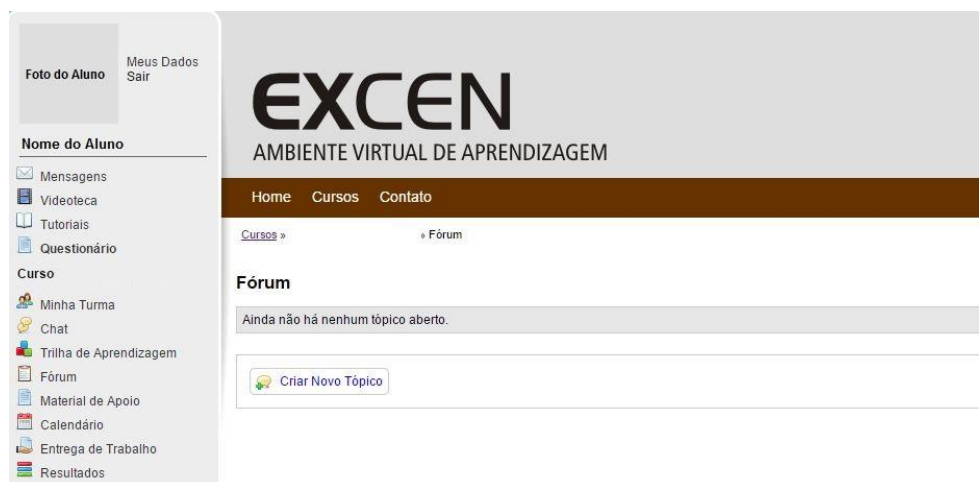 Foto do Aluno
Meus Dados
Sair
Nome do Aluno
Mensagens
Videoteca
Tutoriais
Questionário
Curso
Minha Turma
Chat
Trilha de Aprendizagem
Fórum
Material de Apoio
Calendário
Entrega de Trabalho
Resultados
EXCEN
AMBIENTE VIRTUAL DE APRENDIZAGEM
Home Cursos Contato
Cursos » » Fórum
Fórum
Ainda não há nenhum tópico aberto.
Criar Novo Tópico